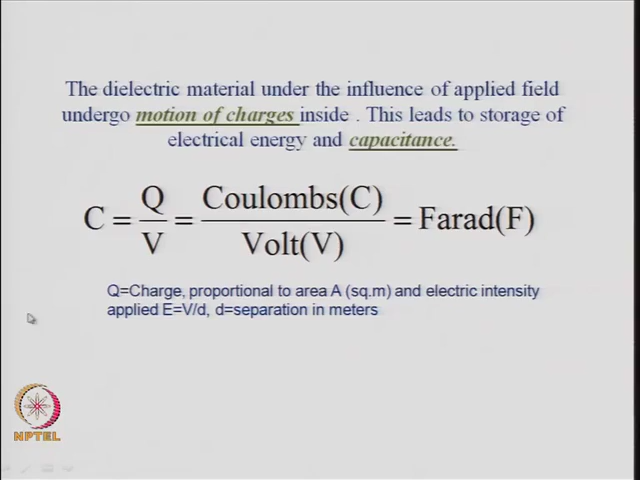 The dielectric material under the influence of applied field
undergo motion of charges inside . This leads to storage of
electrical energy and capacitance.
C = Q/V = Coulombs(C)/Volt(V) = Farad(F)
Q=Charge, proportional to area A (sq.m) and electric intensity
applied E=V/d, d=separation in meters
NPTEL